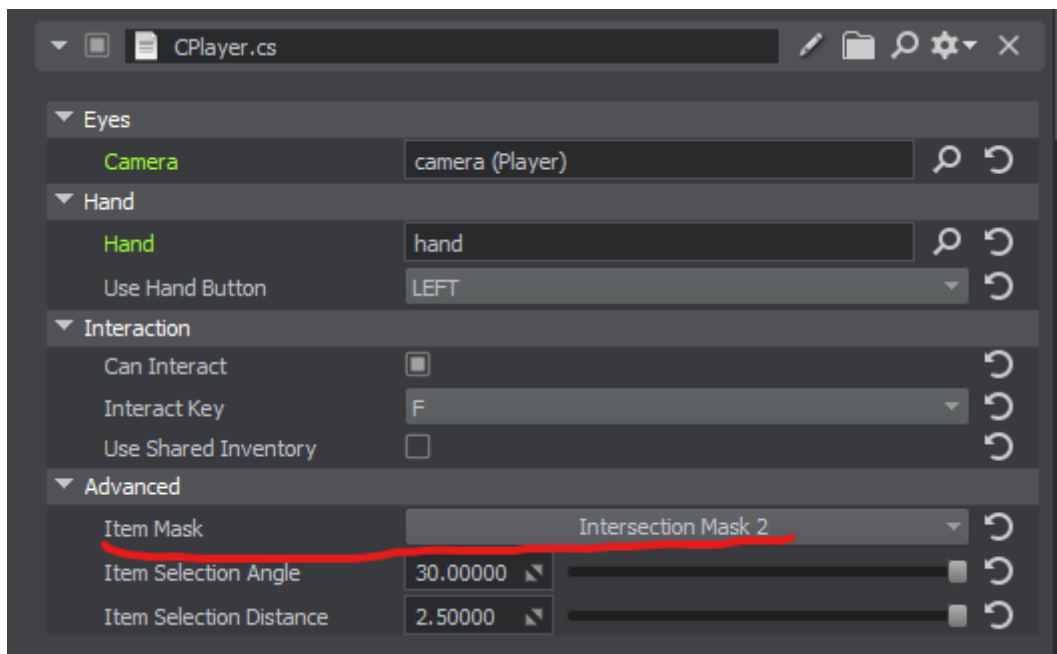 CPlayer.cs
Eyes
Camera camera (Player)
Hand
Hand hand
Use Hand Button LEFT
Interaction
Can Interact
Interact Key F
Use Shared Inventory
Advanced
Item Mask Intersection Mask 2
Item Selection Angle 30.00000
Item Selection Distance 2.50000